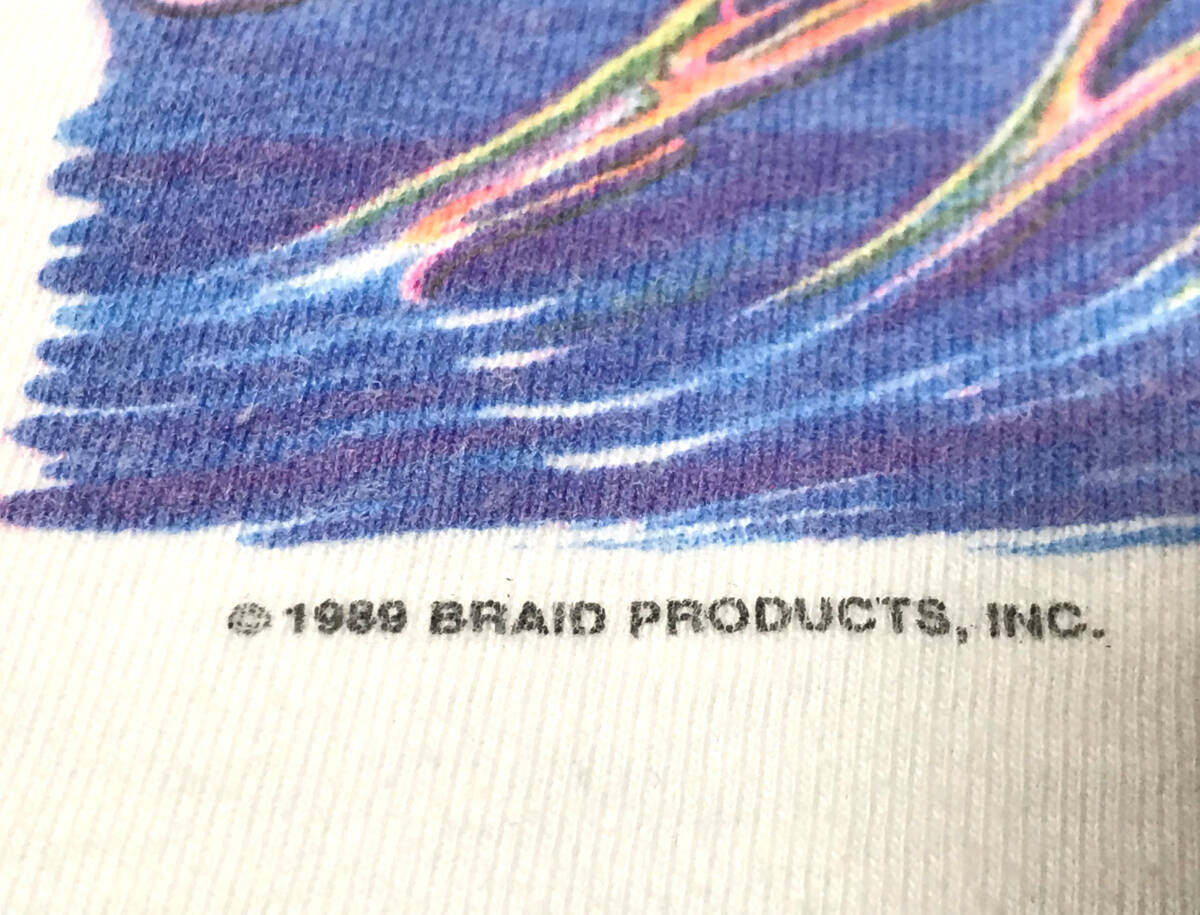 © 1989 BRAID PRODUCTS, INC.